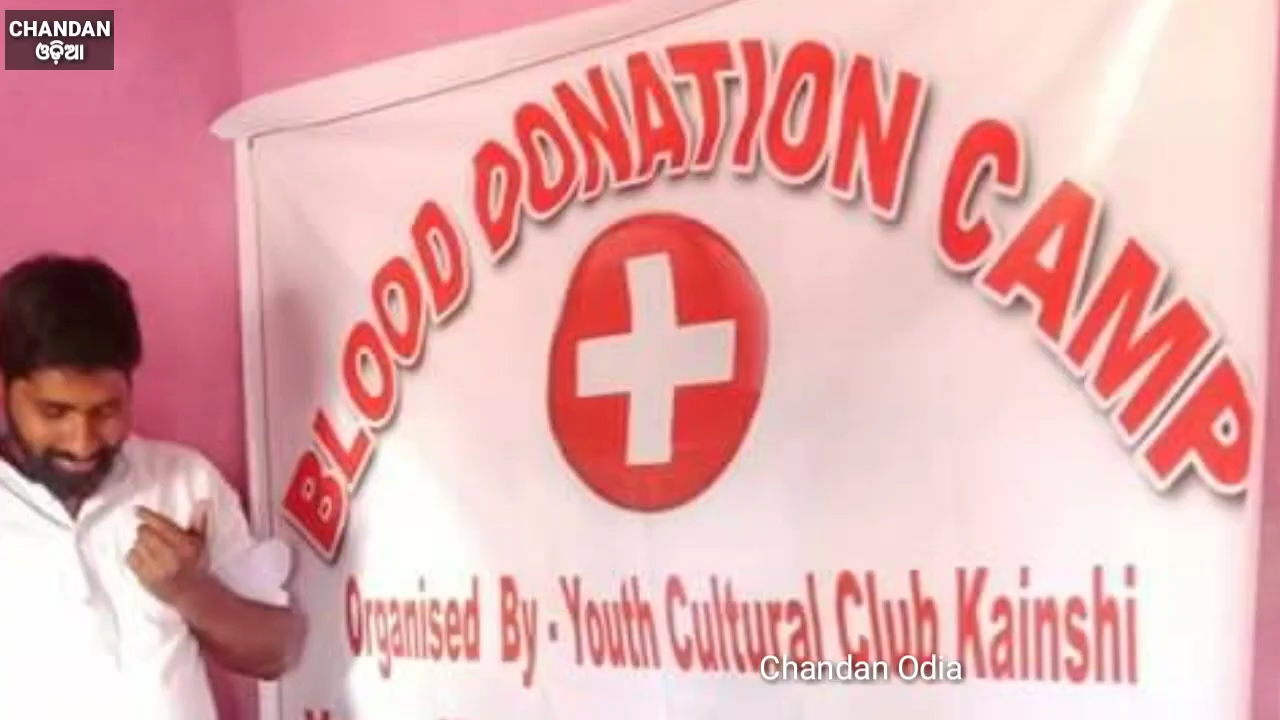 CHANDAN
ଓଡ଼ିଆ
BLOOD DONATION CAMP
Organised By - Youth Cultural Club Kainshi
Chandan Odia